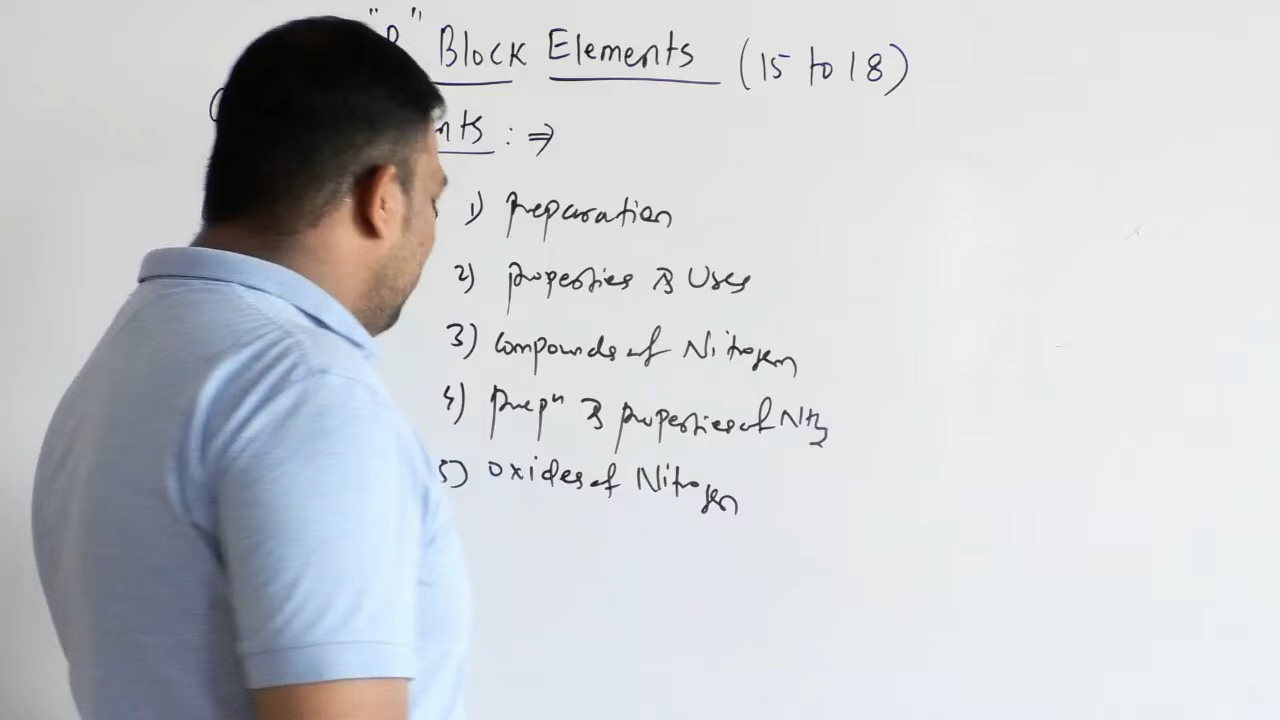 "P" Block Elements (15 to 18)
nts : ⇒
1) preparation
2) properties & Uses
3) compounds of Nitrogen
4) prepn & properties of NH3
5) oxides of Nitrogen